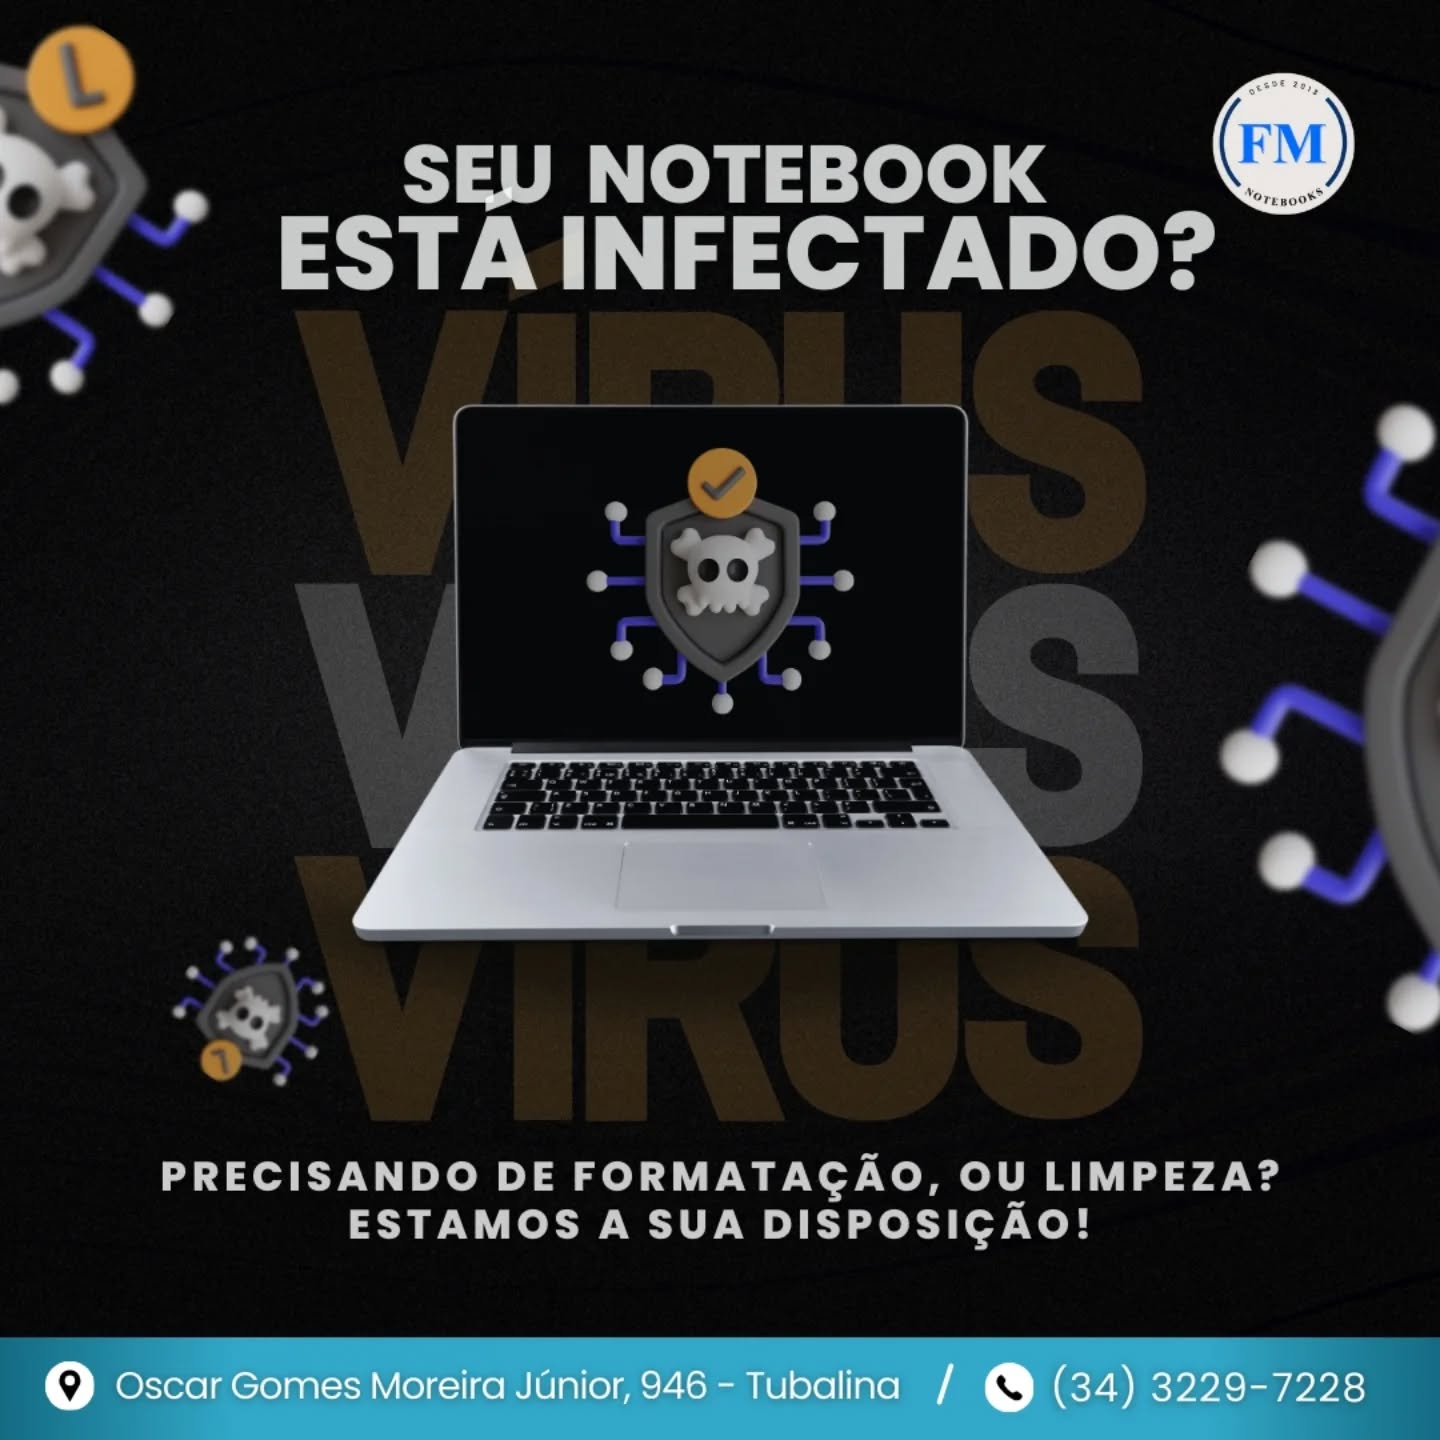 DESDE 2013
FM
NOTEBOOKS
SEU NOTEBOOK
ESTÁ INFECTADO?
VÍRUS
VÍRUS
VÍRUS
PRECISANDO DE FORMATAÇÃO, OU LIMPEZA?
ESTAMOS A SUA DISPOSIÇÃO!
Oscar Gomes Moreira Júnior, 946 - Tubalina / (34) 3229-7228